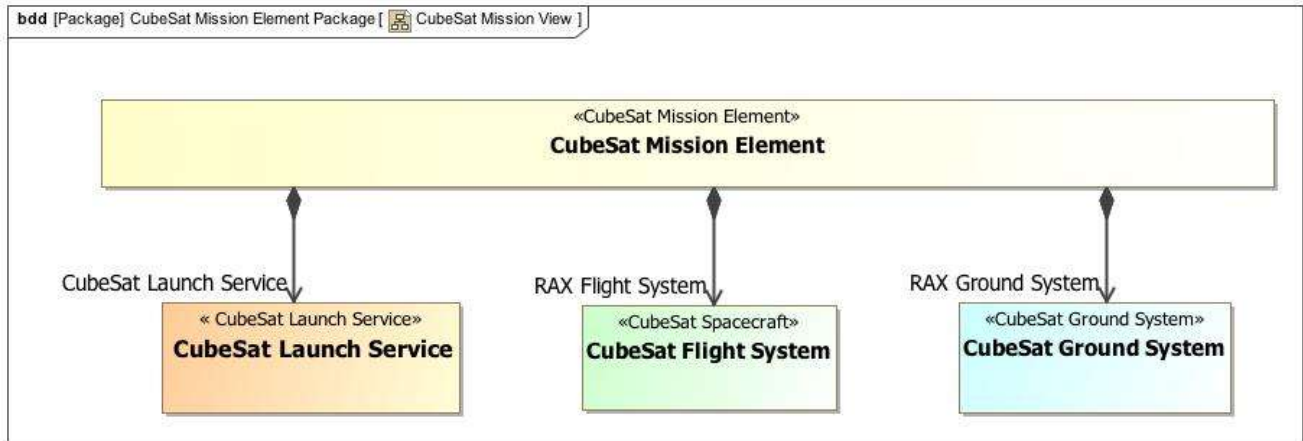 bdd [Package] CubeSat Mission Element Package [ CubeSat Mission View ]
«CubeSat Mission Element»
CubeSat Mission Element
CubeSat Launch Service
RAX Flight System
RAX Ground System
« CubeSat Launch Service»
CubeSat Launch Service
«CubeSat Spacecraft»
CubeSat Flight System
«CubeSat Ground System»
CubeSat Ground System